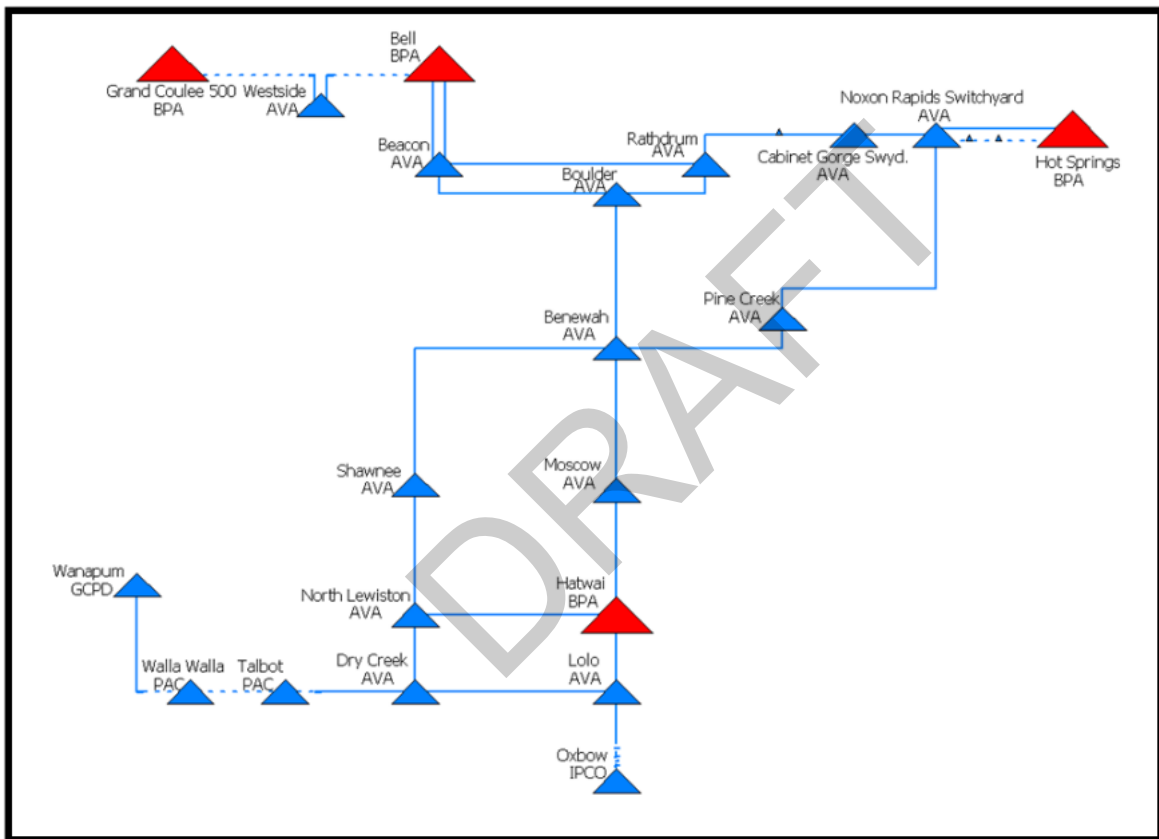 Bell
BPA
Grand Coulee 500
BPA
Westside
AVA
Noxon Rapids Switchyard
AVA
Beacon
AVA
Rathdrum
AVA
Cabinet Gorge Swyd.
AVA
Hot Springs
BPA
Boulder
AVA
Pine Creek
AVA
Benewah
AVA
Shawnee
AVA
Moscow
AVA
Wanapum
GCPD
North Lewiston
AVA
Hatwai
BPA
Walla Walla
PAC
Talbot
PAC
Dry Creek
AVA
Lolo
AVA
Oxbow
IPCO
DRAFT